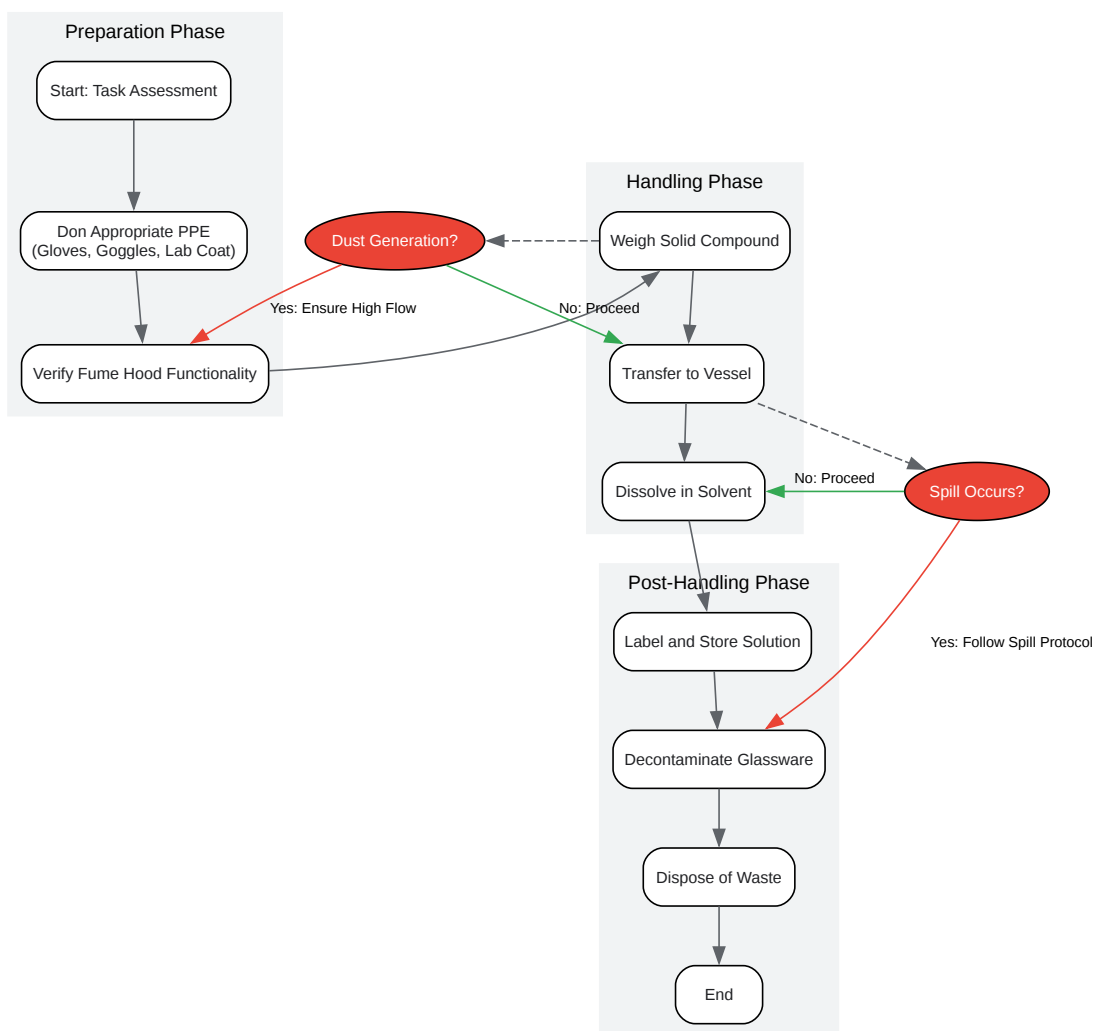 Preparation Phase
Start: Task Assessment
Don Appropriate PPE
(Gloves, Goggles, Lab Coat)
Verify Fume Hood Functionality
Dust Generation?
Yes: Ensure High Flow
No: Proceed
Handling Phase
Weigh Solid Compound
Transfer to Vessel
Dissolve in Solvent
No: Proceed
Spill Occurs?
Yes: Follow Spill Protocol
Post-Handling Phase
Label and Store Solution
Decontaminate Glassware
Dispose of Waste
End